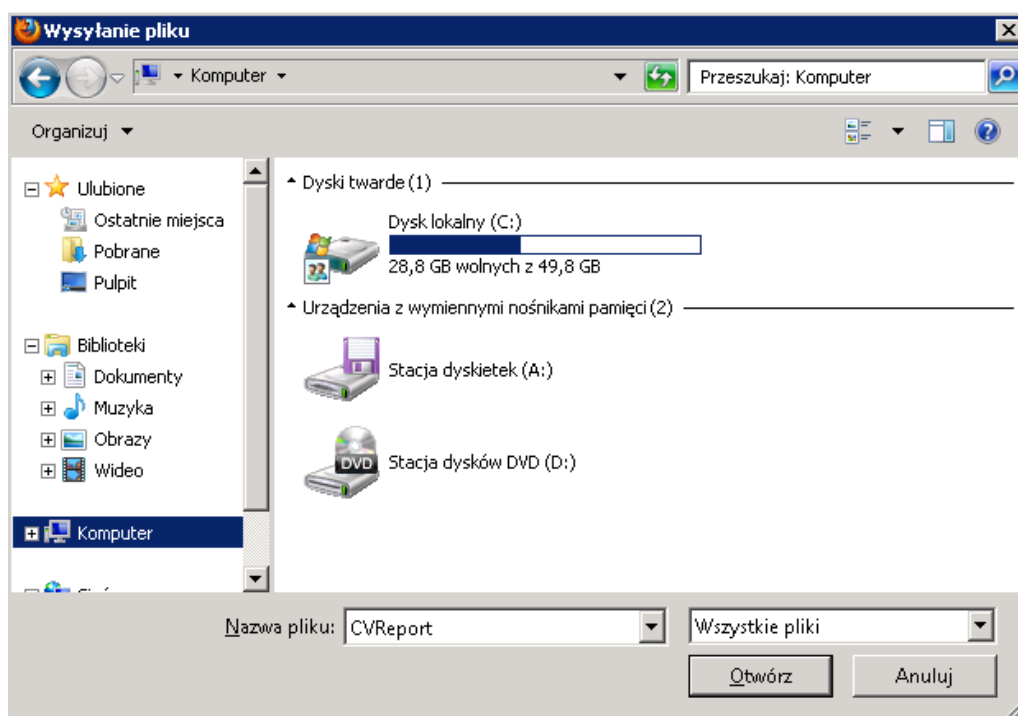 Wysyłanie pliku
Komputer
Przeszukaj: Komputer
Organizuj
Ulubione
Ostatnie miejsca
Pobrane
Pulpit
Biblioteki
Dokumenty
Muzyka
Obrazy
Wideo
Komputer
Dyski twarde (1)
Dysk lokalny (C:)
28,8 GB wolnych z 49,8 GB
Urządzenia z wymiennymi nośnikami pamięci (2)
Stacja dyskietek (A:)
DVD
Stacja dysków DVD (D:)
Nazwa pliku: CVReport
Wszystkie pliki
Otwórz
Anuluj